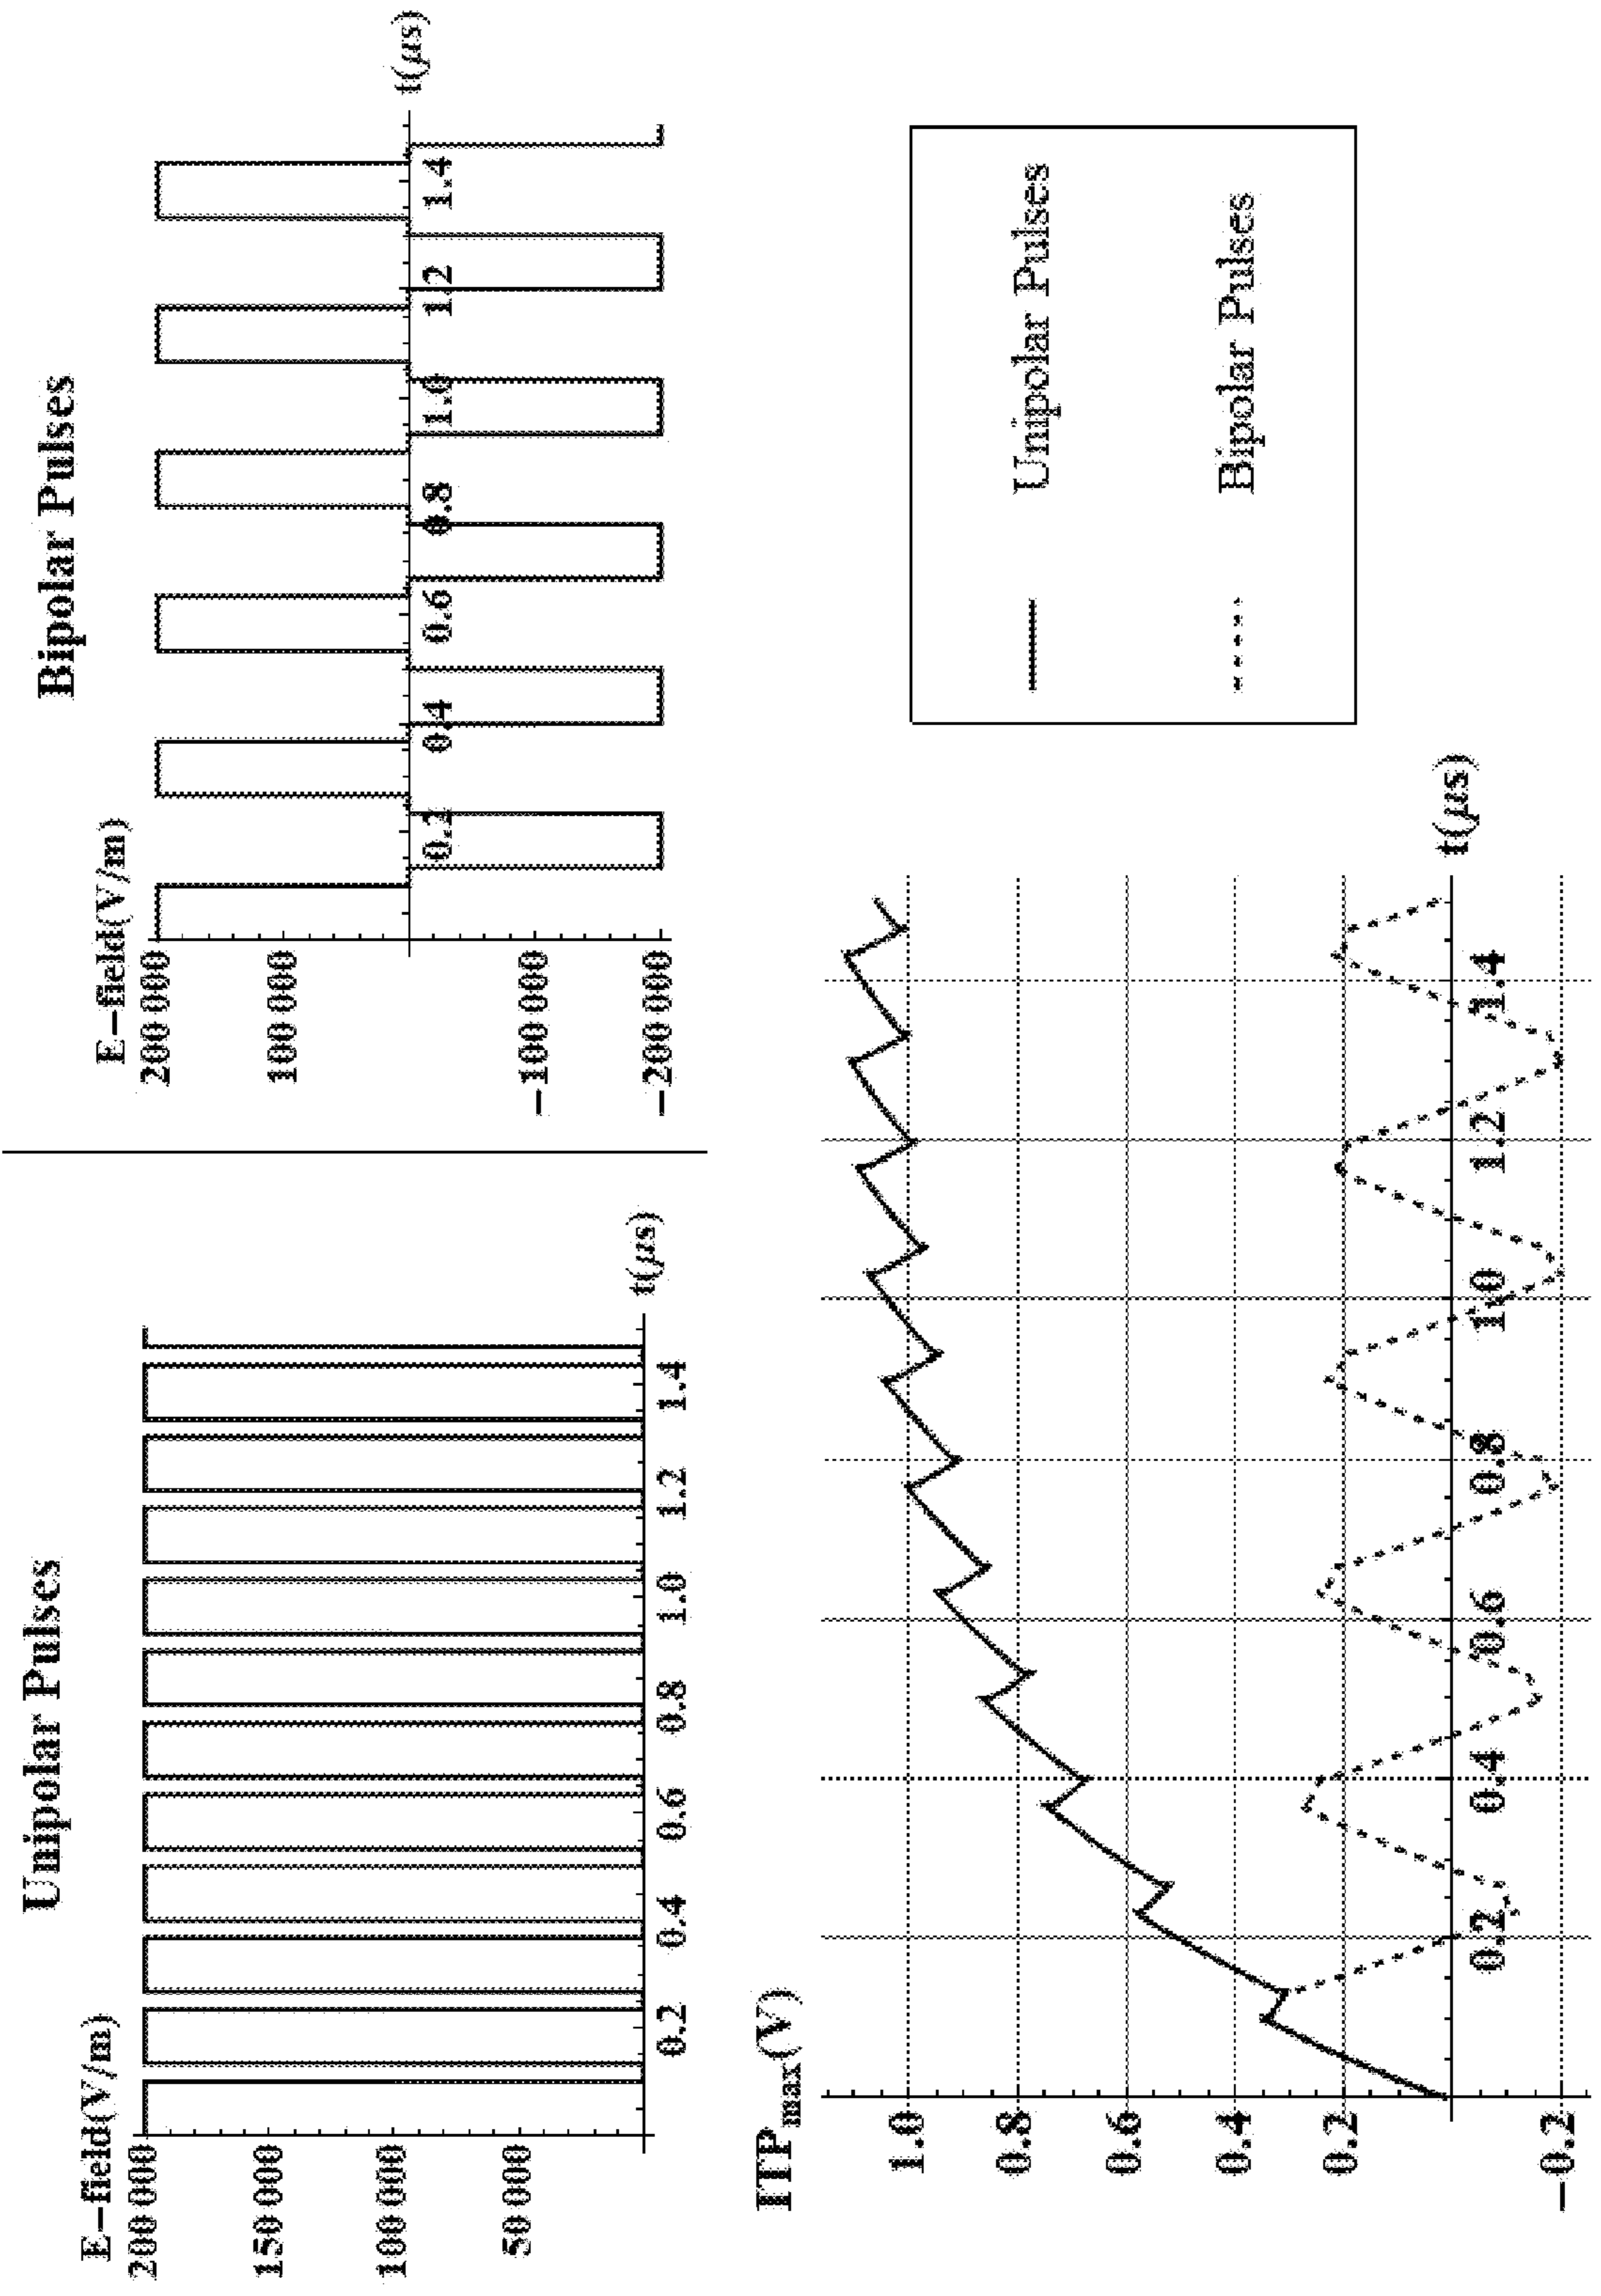 Unipolar Pulses
E−field(V/m)
200 000
150 000
100 000
50 000
0.2 0.4 0.6 0.8 1.0 1.2 1.4
t(μs)
Bipolar Pulses
E−field(V/m)
200 000
100 000
−100 000
−200 000
0.2 0.4 0.6 0.8 1.0 1.2 1.4
t(μs)
ITPmax(V)
1.0
0.8
0.6
0.4
0.2
−0.2
0.2 0.4 0.6 0.8 1.0 1.2 1.4
t(μs)
Unipolar Pulses
Bipolar Pulses